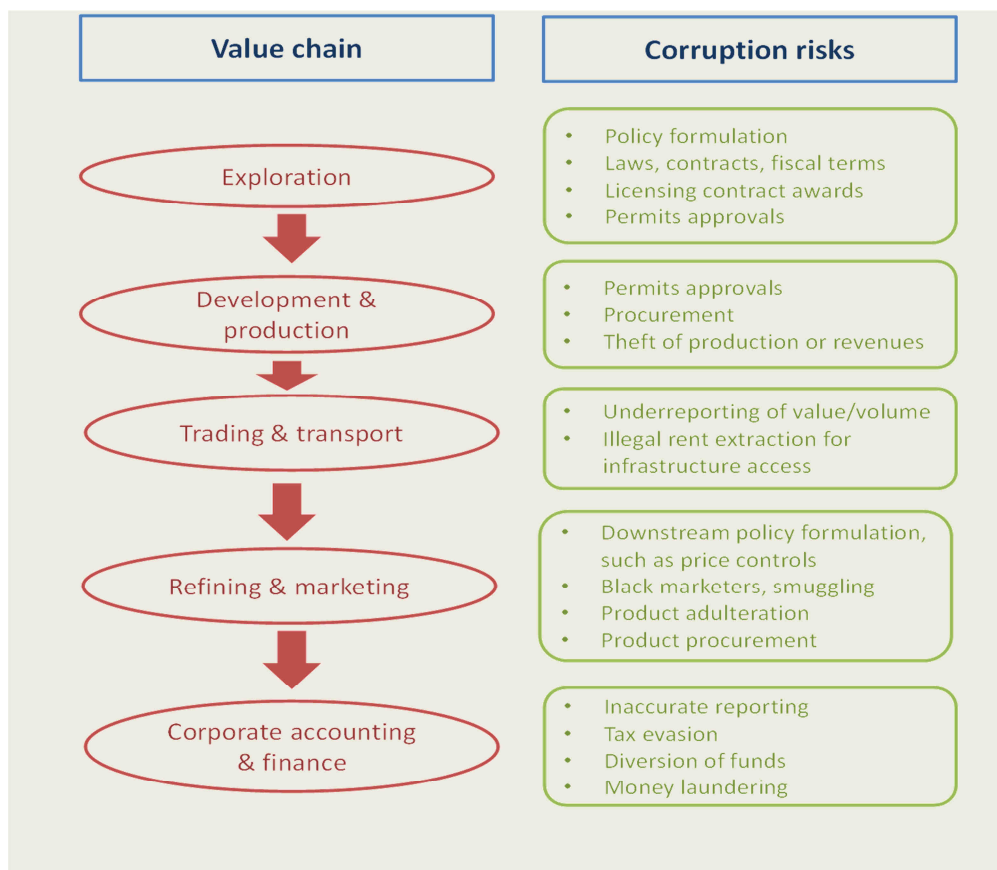 Value chain
Corruption risks
Exploration
• Policy formulation
• Laws, contracts, fiscal terms
• Licensing contract awards
• Permits approvals
Development &
production
• Permits approvals
• Procurement
• Theft of production or revenues
Trading & transport
• Underreporting of value/volume
• Illegal rent extraction for
infrastructure access
Refining & marketing
• Downstream policy formulation,
such as price controls
• Black marketers, smuggling
• Product adulteration
• Product procurement
Corporate accounting
& finance
• Inaccurate reporting
• Tax evasion
• Diversion of funds
• Money laundering